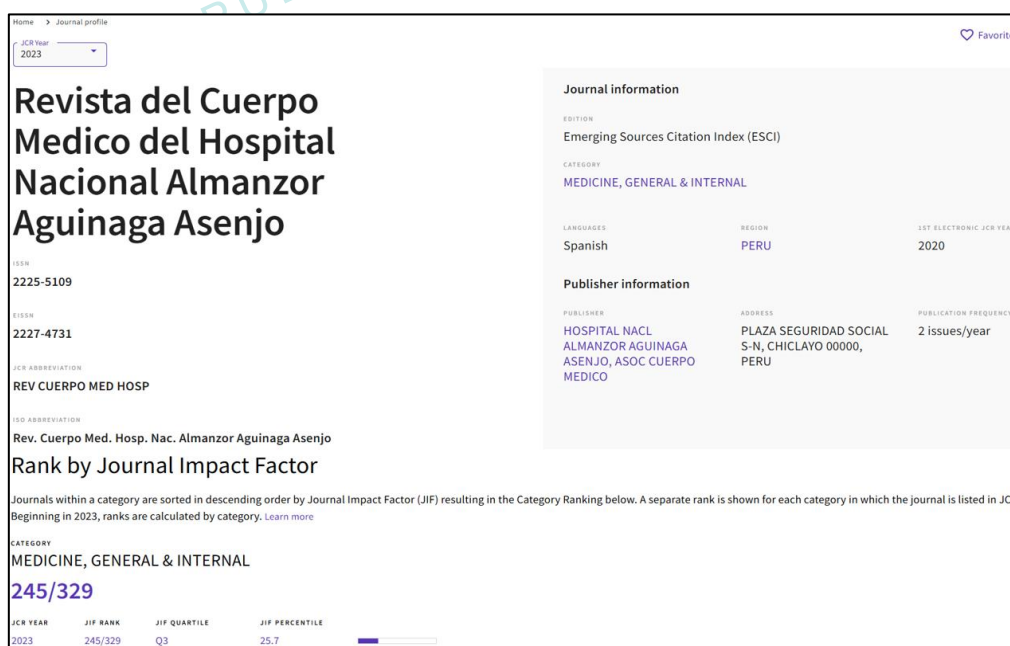 Home > Journal profile
JCR Year
2023
Favorite
Revista del Cuerpo
Medico del Hospital
Nacional Almanzor
Aguinaga Asenjo
ISSN
2225-5109
EISSN
2227-4731
JCR ABBREVIATION
REV CUERPO MED HOSP
ISO ABBREVIATION
Rev. Cuerpo Med. Hosp. Nac. Almanzor Aguinaga Asenjo
Journal information
EDITION
Emerging Sources Citation Index (ESCI)
CATEGORY
MEDICINE, GENERAL & INTERNAL
LANGUAGES REGION 1ST ELECTRONIC JCR YEA
Spanish PERU 2020
Publisher information
PUBLISHER ADDRESS PUBLICATION FREQUENCY
HOSPITAL NACL PLAZA SEGURIDAD SOCIAL 2 issues/year
ALMANZOR AGUINAGA S-N, CHICLAYO 00000,
ASENJO, ASOC CUERPO PERU
MEDICO
Rank by Journal Impact Factor
Journals within a category are sorted in descending order by Journal Impact Factor (JIF) resulting in the Category Ranking below. A separate rank is shown for each category in which the journal is listed in JC
Beginning in 2023, ranks are calculated by category. Learn more
CATEGORY
MEDICINE, GENERAL & INTERNAL
245/329
JCR YEAR JIF RANK JIF QUARTILE JIF PERCENTILE
2023 245/329 Q3 25.7